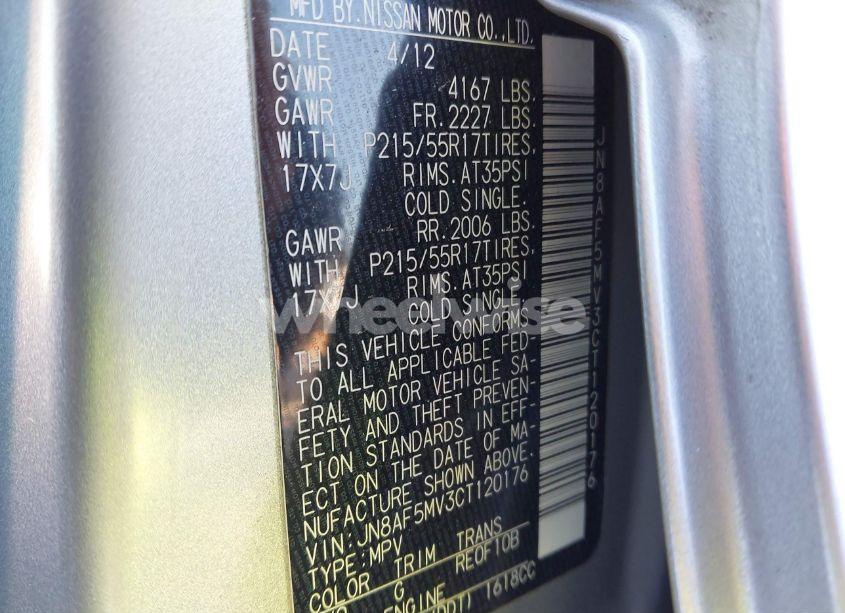 MFD BY.NISSAN MOTOR CO.,LTD.
DATE 4/12
GVWR 4167 LBS.
GAWR FR.2227 LBS.
WITH P215/55R17TIRES.
17X7J RIMS.AT35PSI
COLD SINGLE.
GAWR RR.2006 LBS.
WITH P215/55R17TIRES.
17X7J RIMS.AT35PSI
COLD SINGLE.
THIS VEHICLE CONFORMS
TO ALL APPLICABLE FED-
ERAL MOTOR VEHICLE SA-
FETY AND THEFT PREVEN-
TION STANDARDS IN EFF-
ECT ON THE DATE OF MA-
NUFACTURE SHOWN ABOVE.
VIN:JN8AF5MV3CT120176
TYPE:MPV
COLOR TRIM TRANS
G RE0F10B
ENGINE 1618CC
JN8AF5MV3CT120176
wheelwise